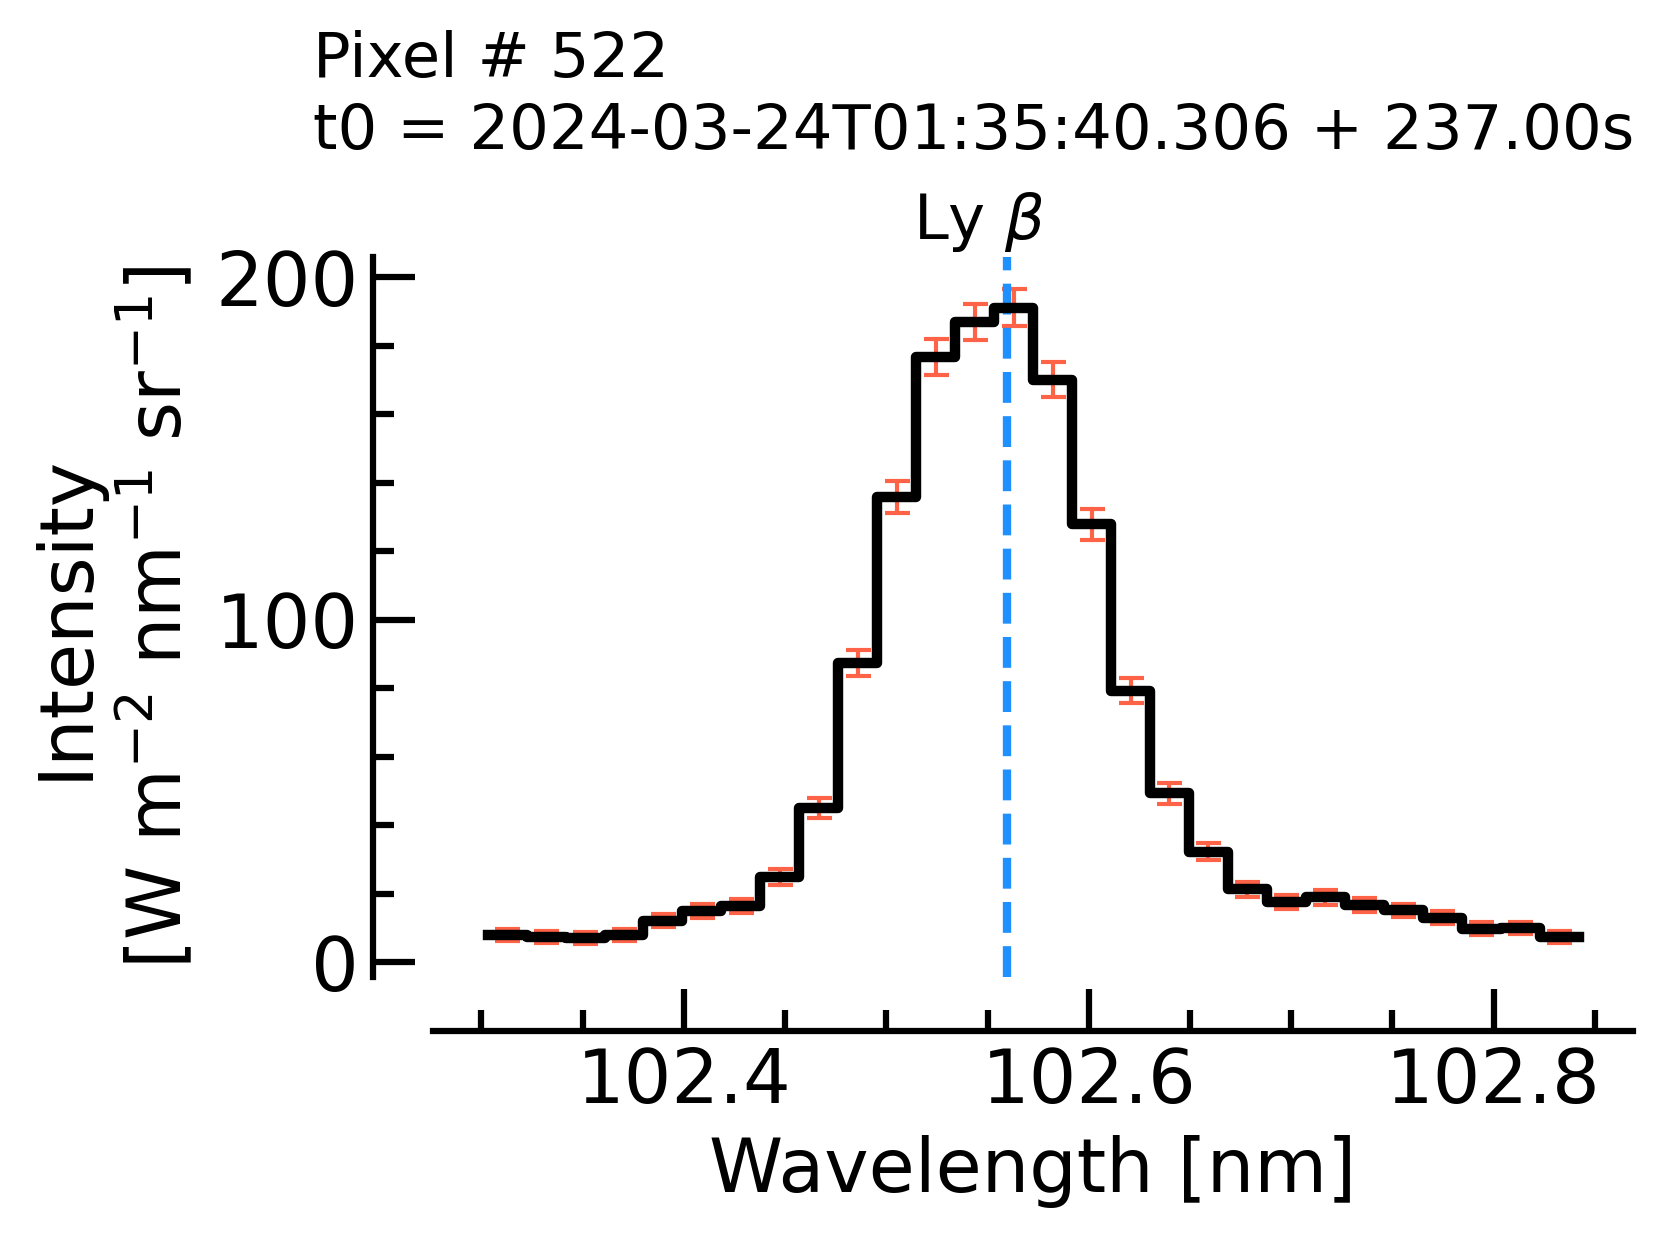 Pixel # 522
t0 = 2024-03-24T01:35:40.306 + 237.00s
Ly β
Intensity
[W m⁻² nm⁻¹ sr⁻¹]
200
100
0
102.4 102.6 102.8
Wavelength [nm]